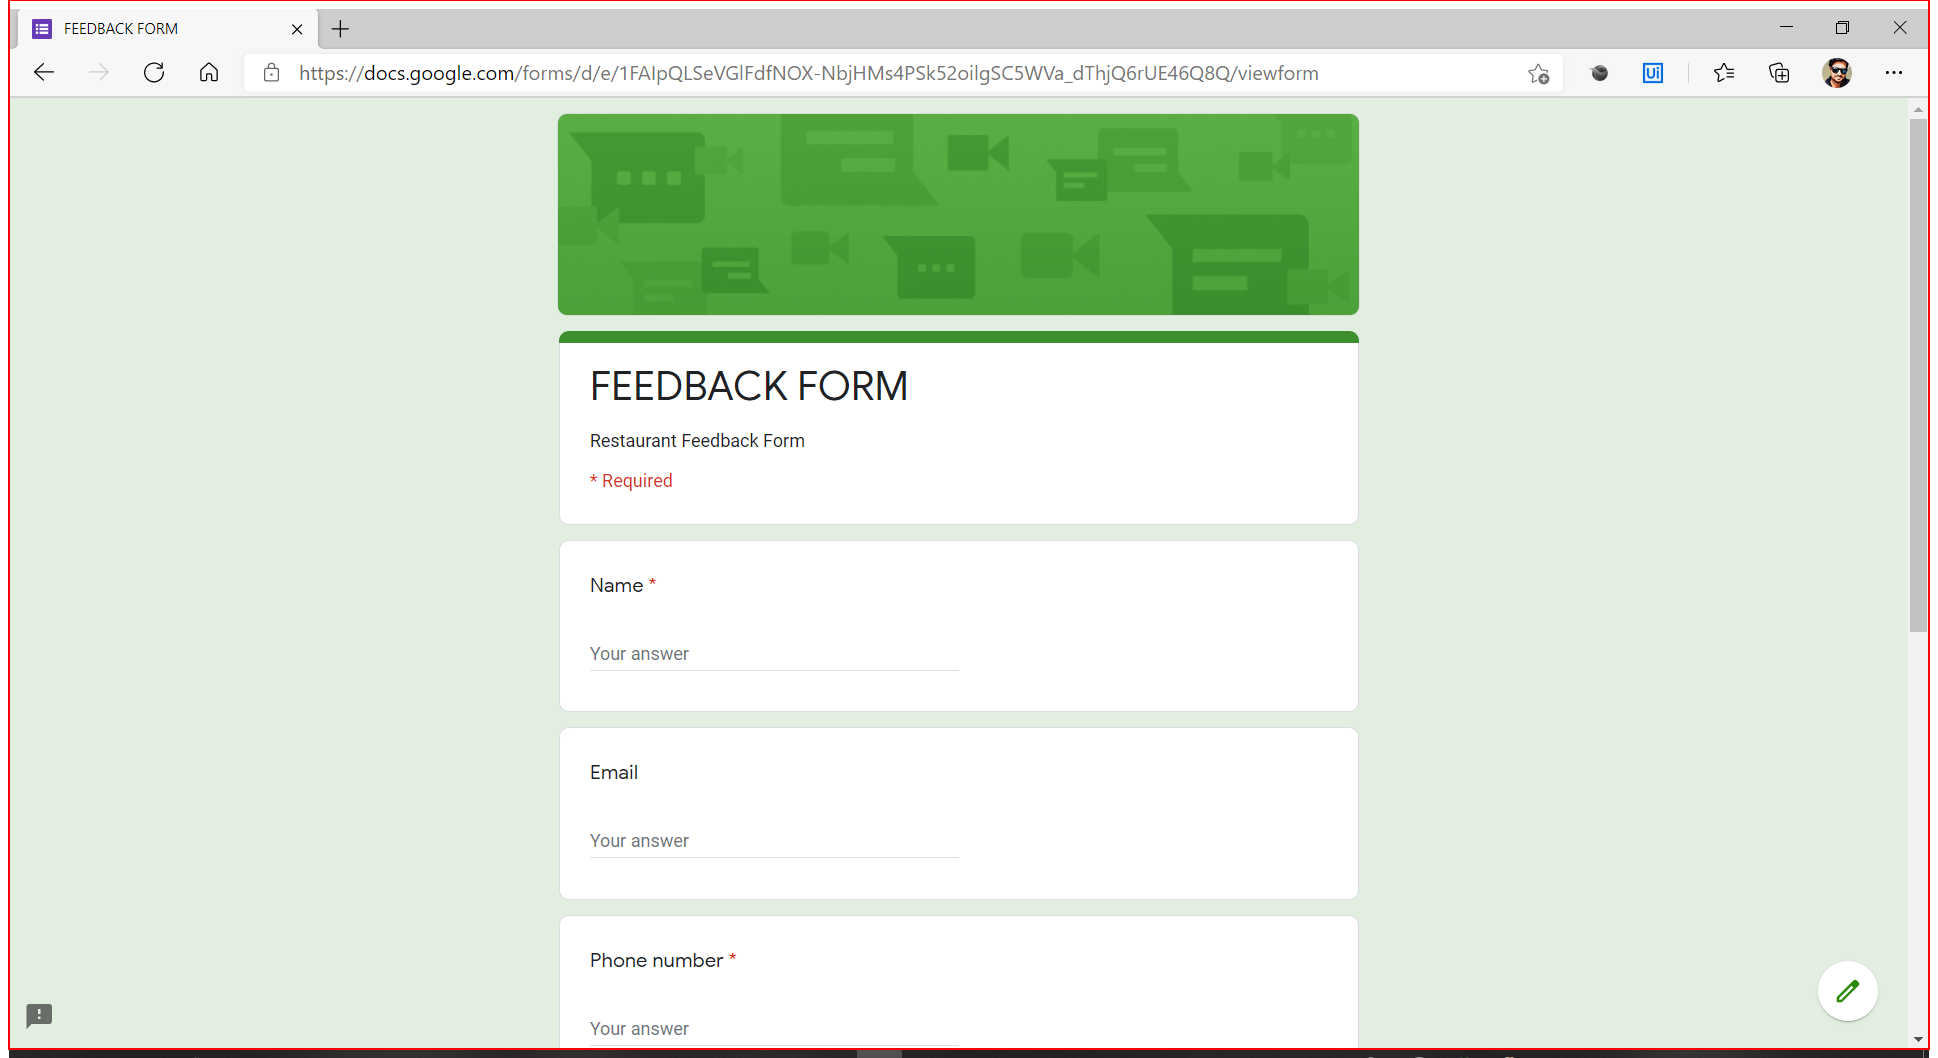 FEEDBACK FORM
https://docs.google.com/forms/d/e/1FAIpQLSeVGlFdfNOX-NbjHMs4PSk52oilgSC5WVa_dThjQ6rUE46Q8Q/viewform
Ui
FEEDBACK FORM
Restaurant Feedback Form
* Required
Name *
Your answer
Email
Your answer
Phone number *
Your answer